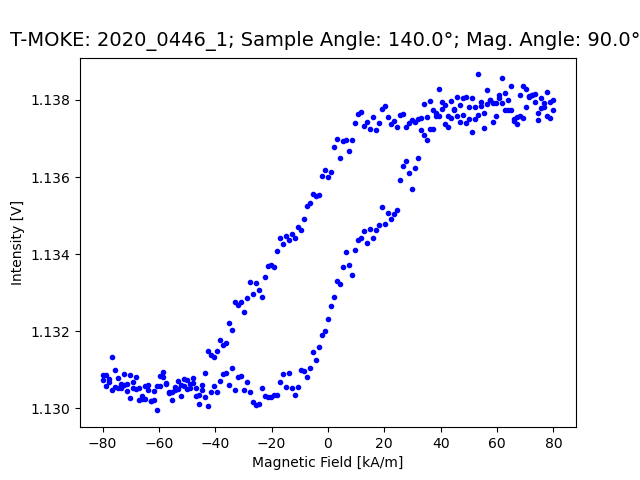 T-MOKE: 2020_0446_1; Sample Angle: 140.0°; Mag. Angle: 90.0°
1.138
1.136
1.134
1.132
1.130
Intensity [V]
−80 −60 −40 −20 0 20 40 60 80
Magnetic Field [kA/m]